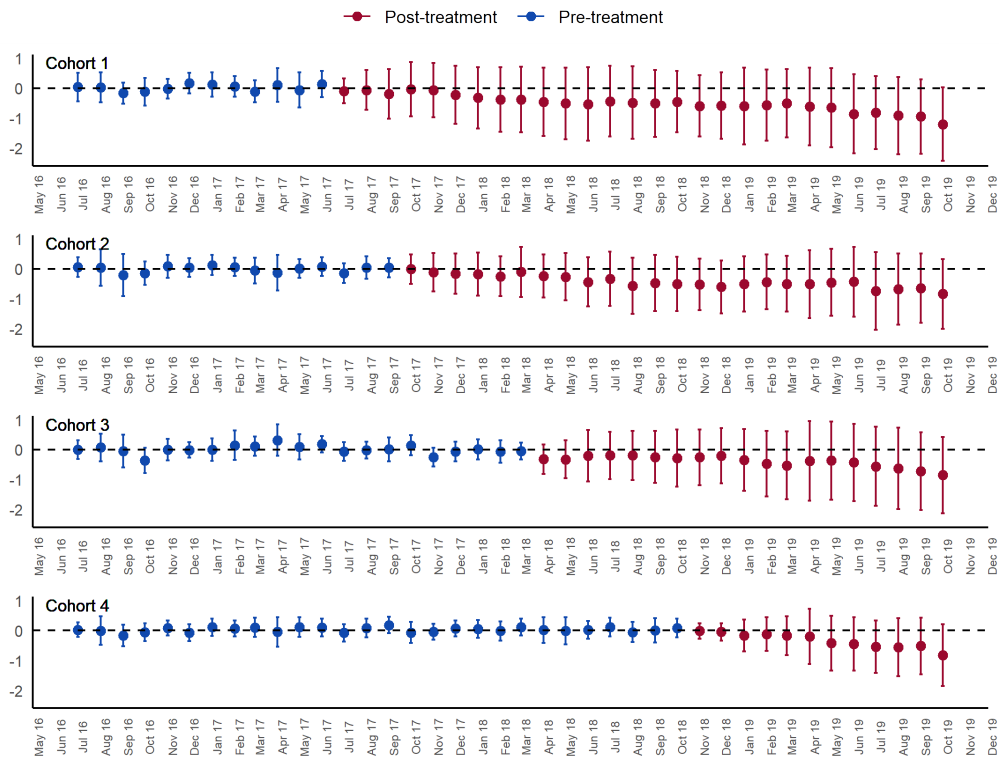 Post-treatment Pre-treatment
Cohort 1
1
0
-1
-2
May 16 Jun 16 Jul 16 Aug 16 Sep 16 Oct 16 Nov 16 Dec 16 Jan 17 Feb 17 Mar 17 Apr 17 May 17 Jun 17 Jul 17 Aug 17 Sep 17 Oct 17 Nov 17 Dec 17 Jan 18 Feb 18 Mar 18 Apr 18 May 18 Jun 18 Jul 18 Aug 18 Sep 18 Oct 18 Nov 18 Dec 18 Jan 19 Feb 19 Mar 19 Apr 19 May 19 Jun 19 Jul 19 Aug 19 Sep 19 Oct 19 Nov 19 Dec 19
Cohort 2
1
0
-1
-2
May 16 Jun 16 Jul 16 Aug 16 Sep 16 Oct 16 Nov 16 Dec 16 Jan 17 Feb 17 Mar 17 Apr 17 May 17 Jun 17 Jul 17 Aug 17 Sep 17 Oct 17 Nov 17 Dec 17 Jan 18 Feb 18 Mar 18 Apr 18 May 18 Jun 18 Jul 18 Aug 18 Sep 18 Oct 18 Nov 18 Dec 18 Jan 19 Feb 19 Mar 19 Apr 19 May 19 Jun 19 Jul 19 Aug 19 Sep 19 Oct 19 Nov 19 Dec 19
Cohort 3
1
0
-1
-2
May 16 Jun 16 Jul 16 Aug 16 Sep 16 Oct 16 Nov 16 Dec 16 Jan 17 Feb 17 Mar 17 Apr 17 May 17 Jun 17 Jul 17 Aug 17 Sep 17 Oct 17 Nov 17 Dec 17 Jan 18 Feb 18 Mar 18 Apr 18 May 18 Jun 18 Jul 18 Aug 18 Sep 18 Oct 18 Nov 18 Dec 18 Jan 19 Feb 19 Mar 19 Apr 19 May 19 Jun 19 Jul 19 Aug 19 Sep 19 Oct 19 Nov 19 Dec 19
Cohort 4
1
0
-1
-2
May 16 Jun 16 Jul 16 Aug 16 Sep 16 Oct 16 Nov 16 Dec 16 Jan 17 Feb 17 Mar 17 Apr 17 May 17 Jun 17 Jul 17 Aug 17 Sep 17 Oct 17 Nov 17 Dec 17 Jan 18 Feb 18 Mar 18 Apr 18 May 18 Jun 18 Jul 18 Aug 18 Sep 18 Oct 18 Nov 18 Dec 18 Jan 19 Feb 19 Mar 19 Apr 19 May 19 Jun 19 Jul 19 Aug 19 Sep 19 Oct 19 Nov 19 Dec 19